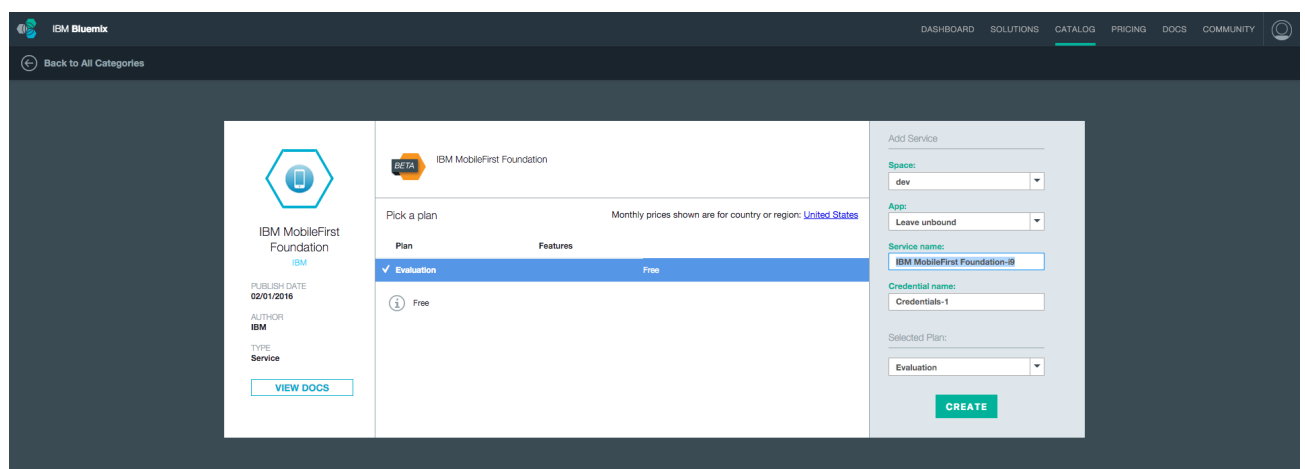 IBM Bluemix
DASHBOARD SOLUTIONS CATALOG PRICING DOCS COMMUNITY
Back to All Categories
IBM MobileFirst
Foundation
IBM
PUBLISH DATE
02/01/2016
AUTHOR
IBM
TYPE
Service
VIEW DOCS
BETA
IBM MobileFirst Foundation
Pick a plan
Monthly prices shown are for country or region: United States
Plan Features
Evaluation Free
Free
Add Service
Space:
dev
App:
Leave unbound
Service name:
IBM MobileFirst Foundation-i9
Credential name:
Credentials-1
Selected Plan:
Evaluation
CREATE